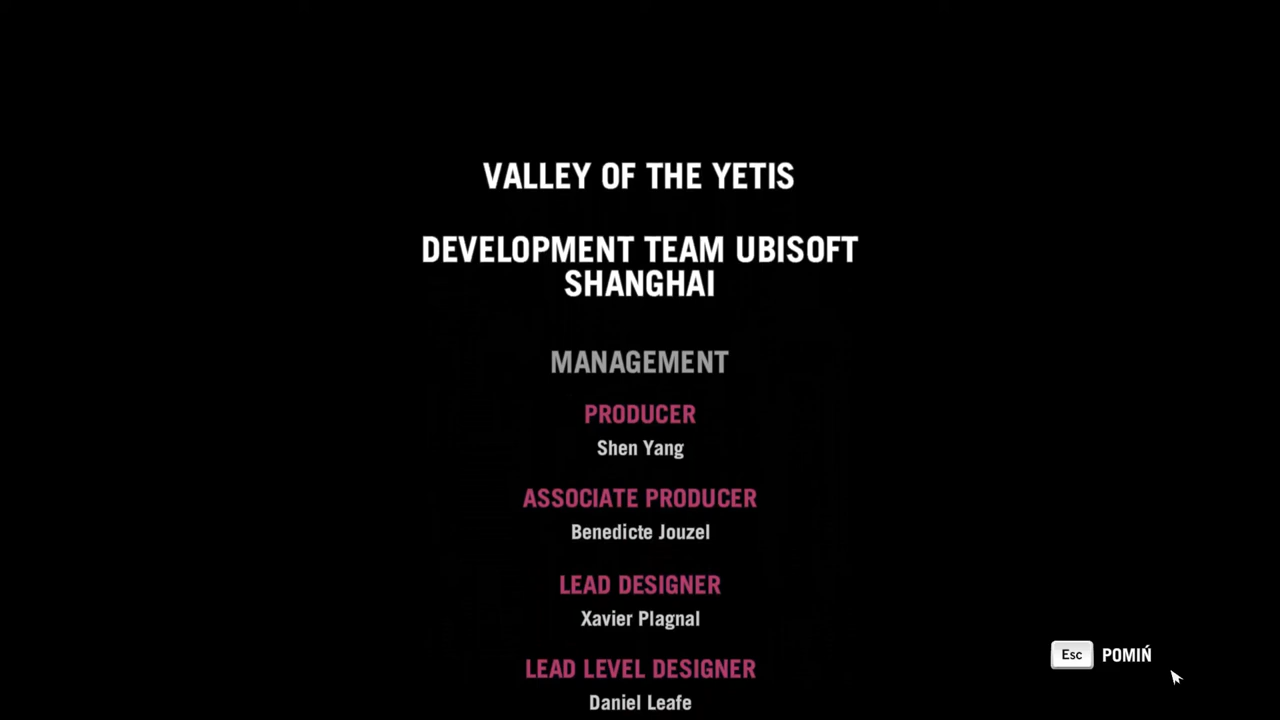 VALLEY OF THE YETIS
DEVELOPMENT TEAM UBISOFT
SHANGHAI
MANAGEMENT
PRODUCER
Shen Yang
ASSOCIATE PRODUCER
Benedicte Jouzel
LEAD DESIGNER
Xavier Plagnal
LEAD LEVEL DESIGNER
Daniel Leafe
Esc POMIŃ